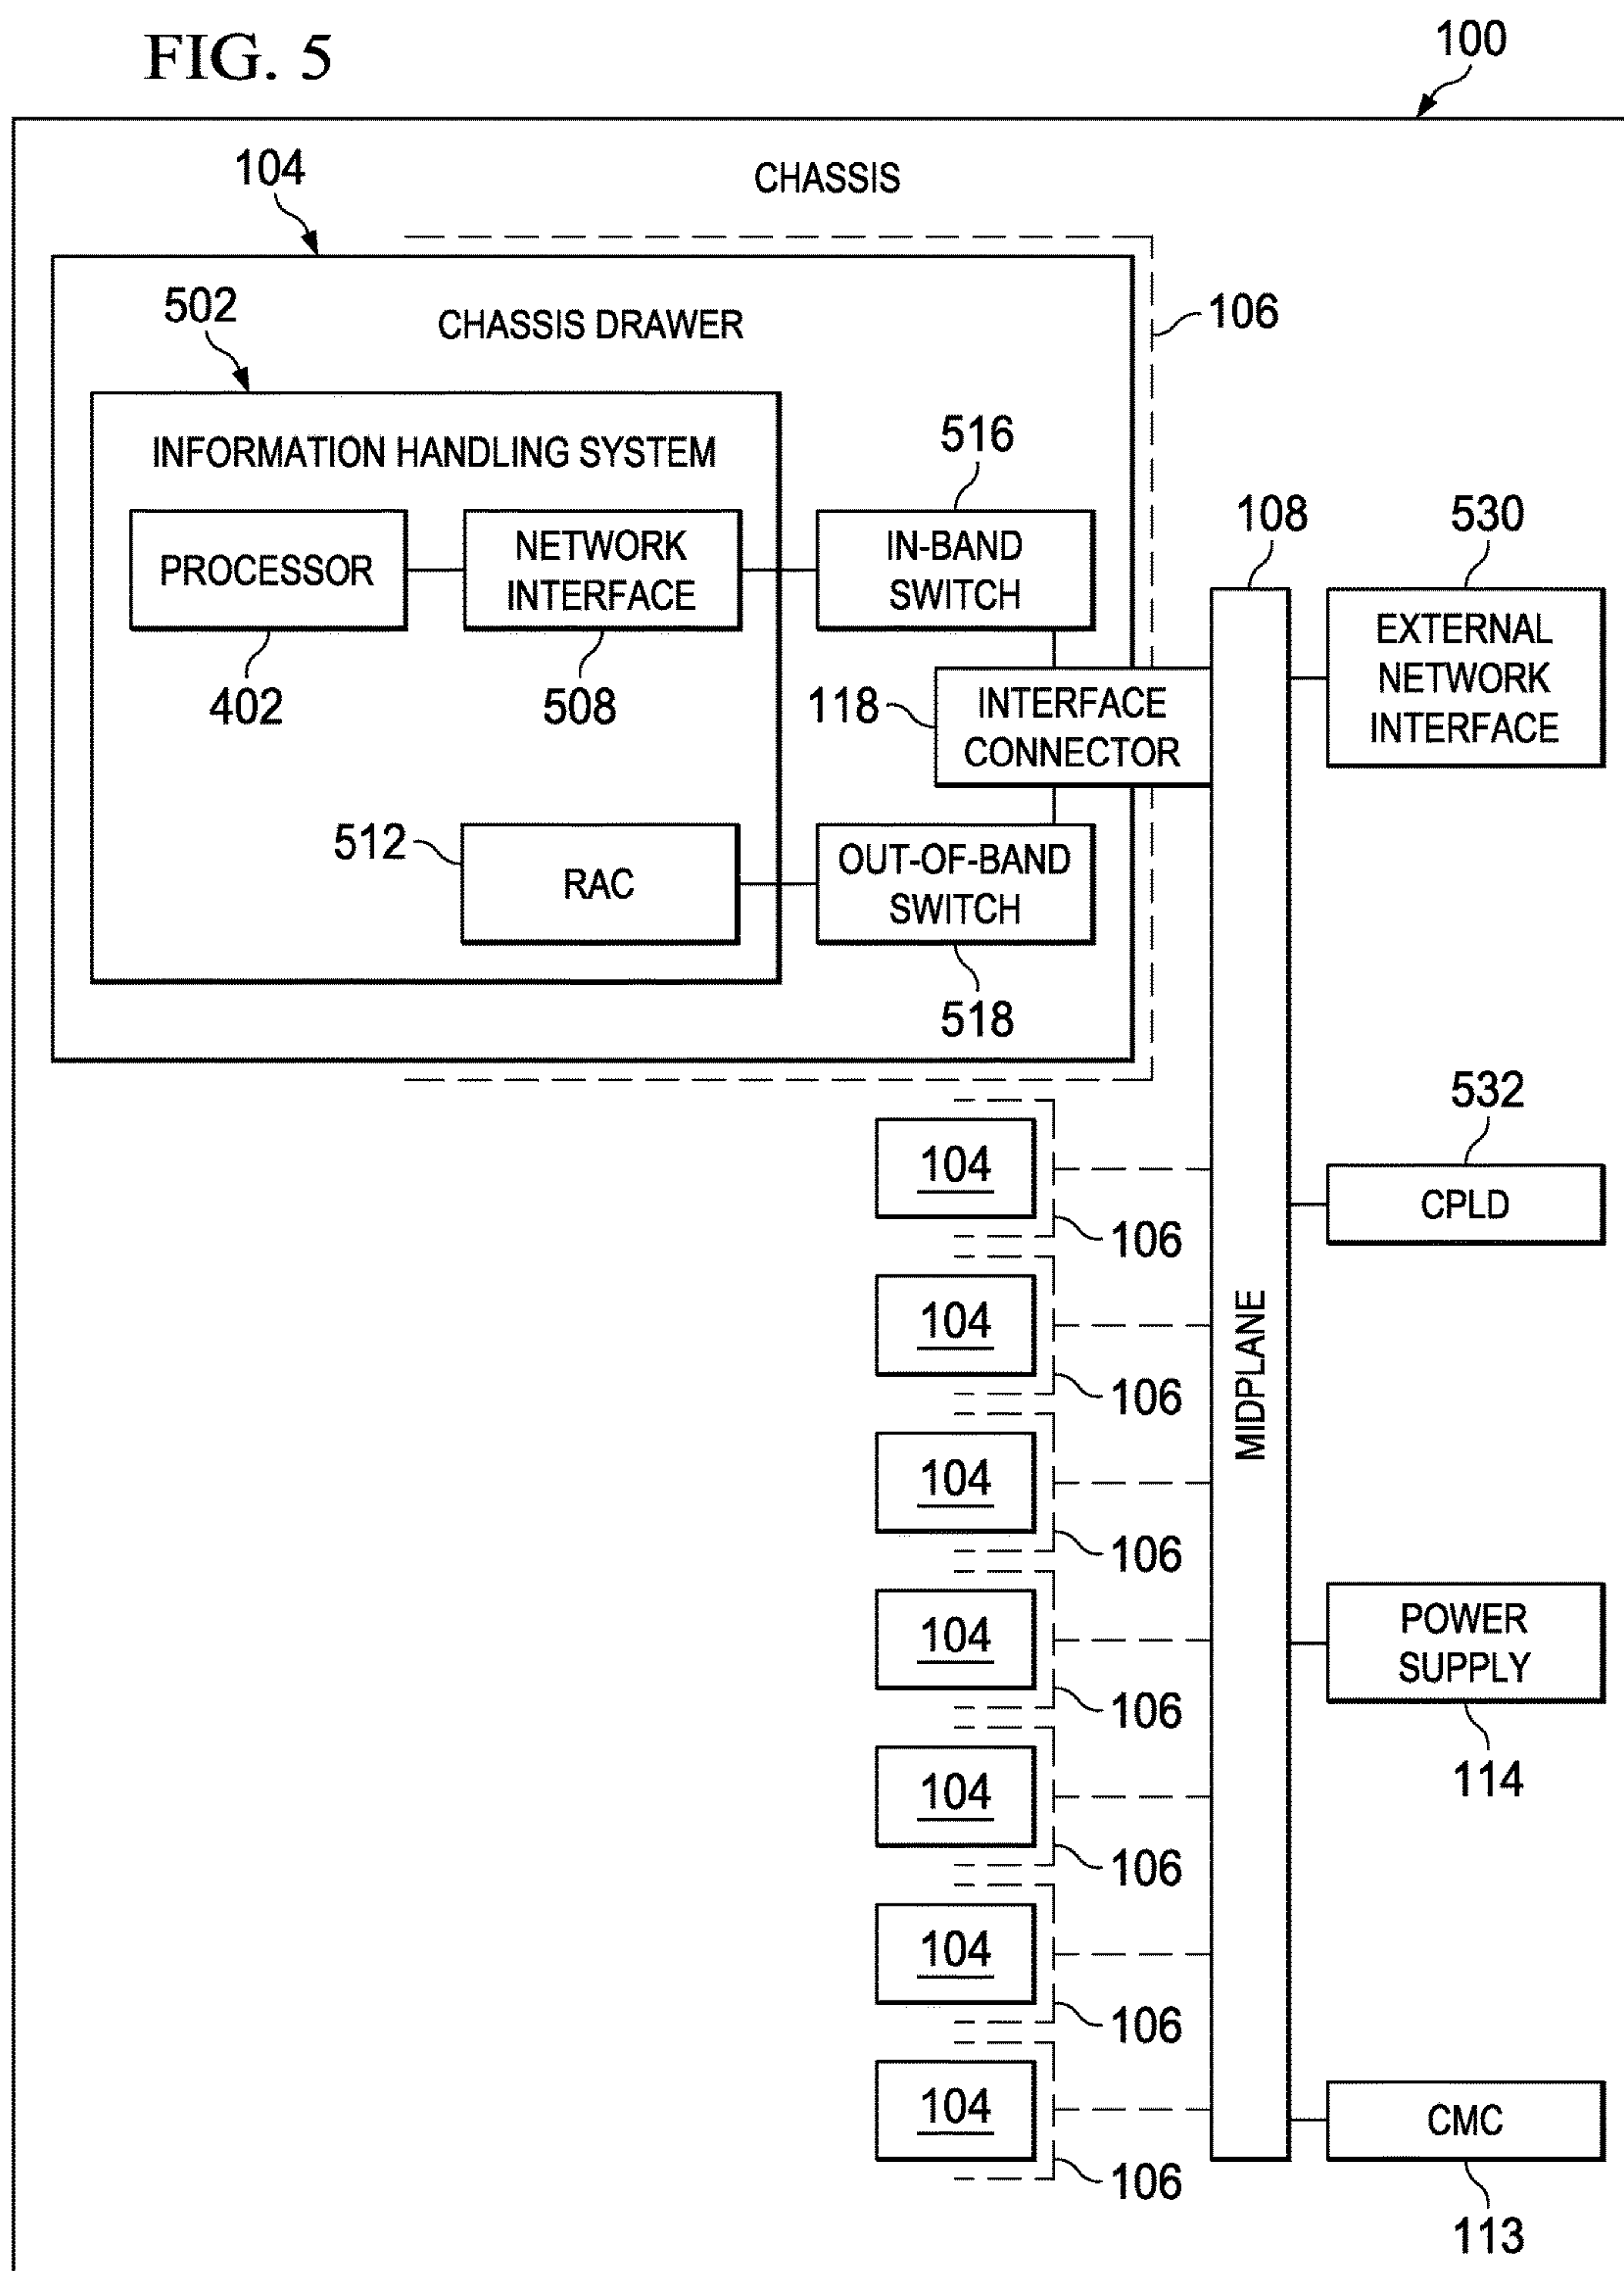 FIG. 5
100
CHASSIS
104
106
CHASSIS DRAWER
502
INFORMATION HANDLING SYSTEM
PROCESSOR
402
NETWORK
INTERFACE
508
516
IN-BAND
SWITCH
118
INTERFACE
CONNECTOR
512
RAC
OUT-OF-BAND
SWITCH
518
108
MIDPLANE
530
EXTERNAL
NETWORK
INTERFACE
532
CPLD
POWER
SUPPLY
114
CMC
113
104
106
104
106
104
106
104
106
104
106
104
106
104
106